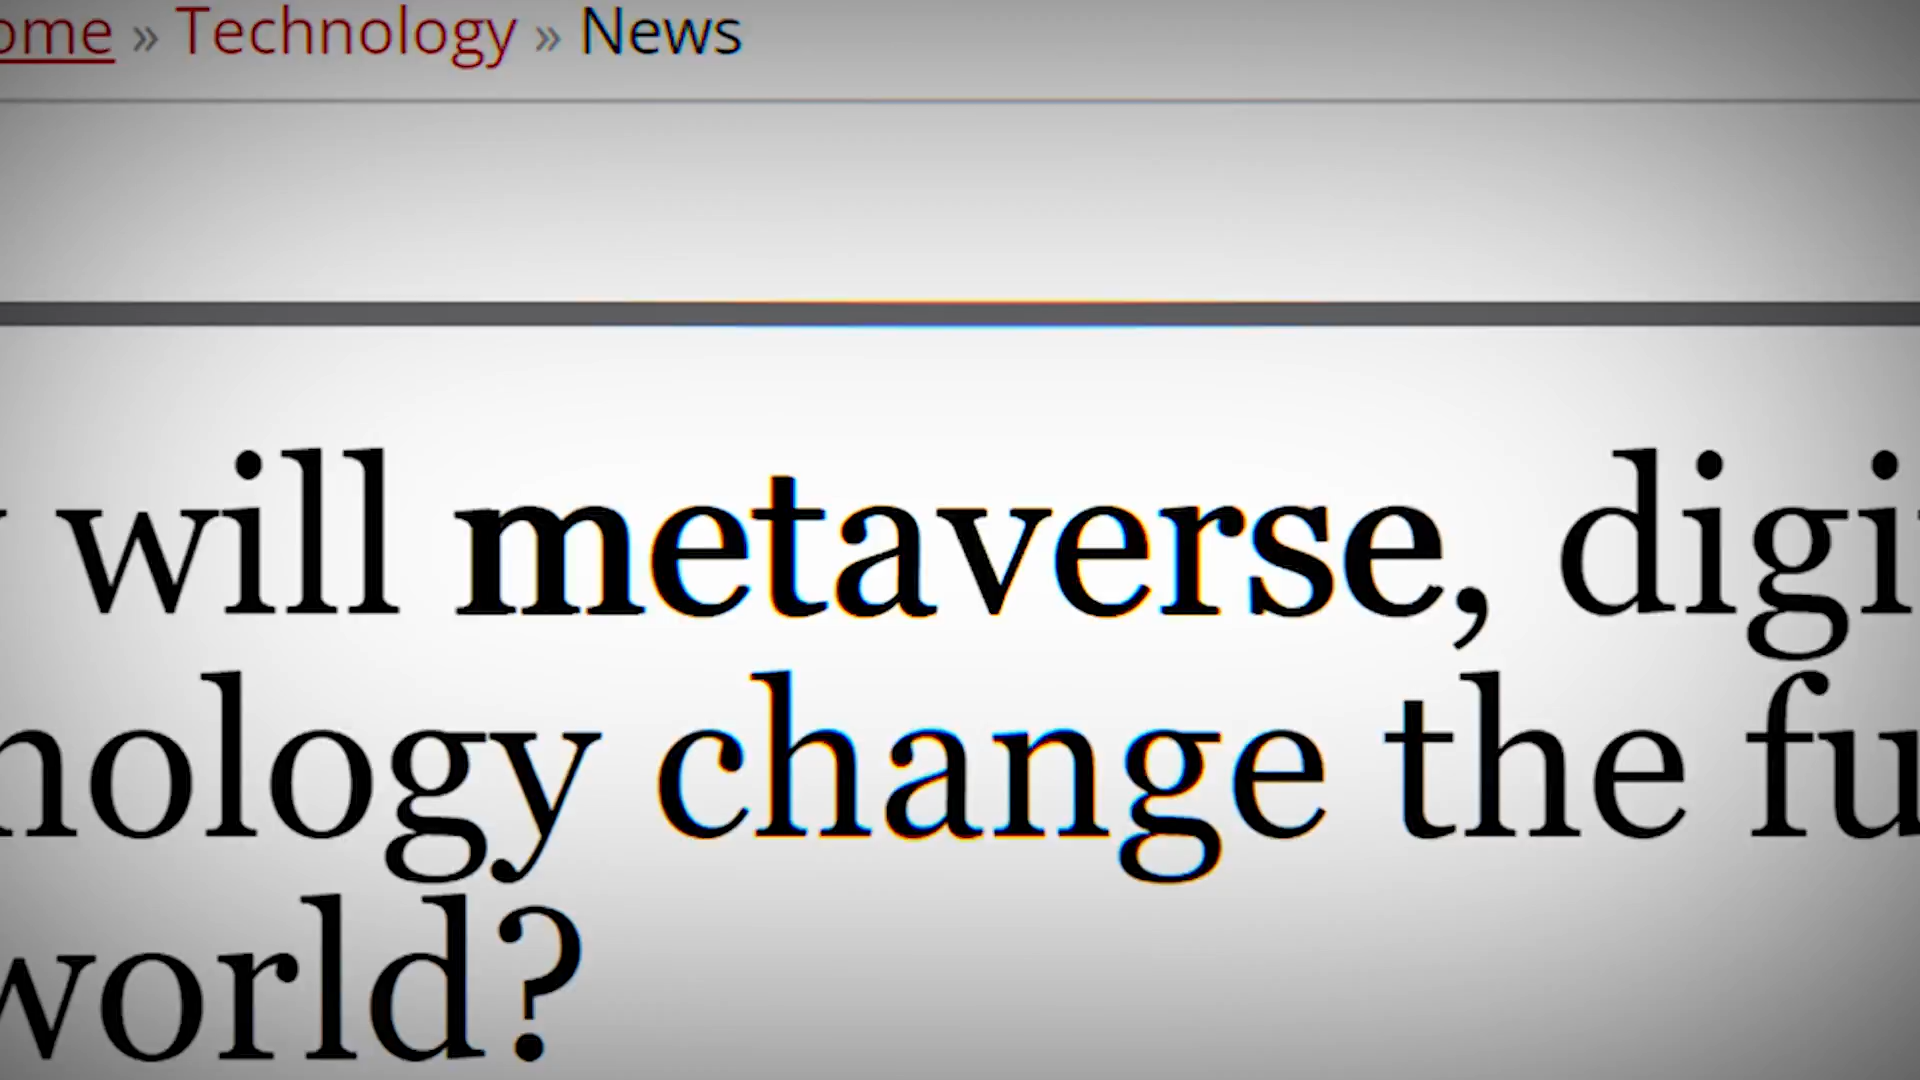 ome » Technology » News
will metaverse, digi
nology change the fu
world?